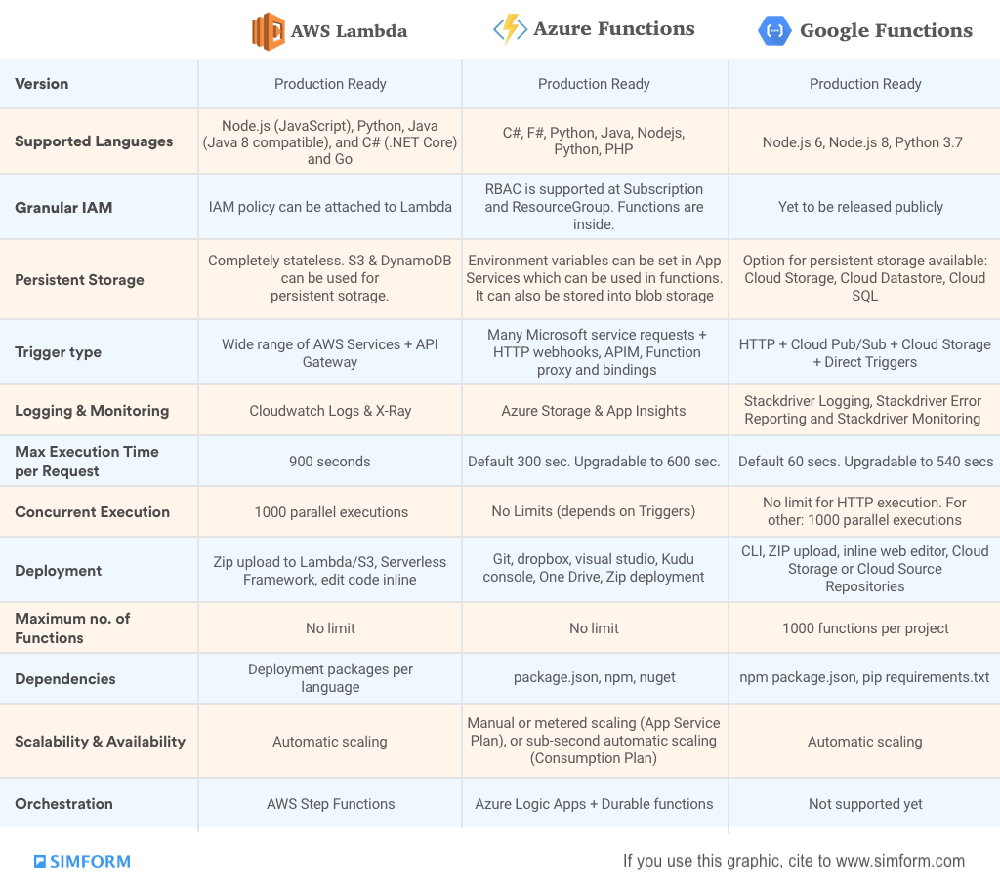 AWS Lambda
Azure Functions
Google Functions
Version
Production Ready
Production Ready
Production Ready
Supported Languages
Node.js (JavaScript), Python, Java
(Java 8 compatible), and C# (.NET Core)
and Go
C#, F#, Python, Java, Nodejs,
Python, PHP
Node.js 6, Node.js 8, Python 3.7
Granular IAM
IAM policy can be attached to Lambda
RBAC is supported at Subscription
and ResourceGroup. Functions are
inside.
Yet to be released publicly
Persistent Storage
Completely stateless. S3 & DynamoDB
can be used for
persistent sotrage.
Environment variables can be set in App
Services which can be used in functions.
It can also be stored into blob storage
Option for persistent storage available:
Cloud Storage, Cloud Datastore, Cloud
SQL
Trigger type
Wide range of AWS Services + API
Gateway
Many Microsoft service requests +
HTTP webhooks, APIM, Function
proxy and bindings
HTTP + Cloud Pub/Sub + Cloud Storage
+ Direct Triggers
Logging & Monitoring
Cloudwatch Logs & X-Ray
Azure Storage & App Insights
Stackdriver Logging, Stackdriver Error
Reporting and Stackdriver Monitoring
Max Execution Time
per Request
900 seconds
Default 300 sec. Upgradable to 600 sec.
Default 60 secs. Upgradable to 540 secs
Concurrent Execution
1000 parallel executions
No Limits (depends on Triggers)
No limit for HTTP execution. For
other: 1000 parallel executions
Deployment
Zip upload to Lambda/S3, Serverless
Framework, edit code inline
Git, dropbox, visual studio, Kudu
console, One Drive, Zip deployment
CLI, ZIP upload, inline web editor, Cloud
Storage or Cloud Source
Repositories
Maximum no. of
Functions
No limit
No limit
1000 functions per project
Dependencies
Deployment packages per
language
package.json, npm, nuget
npm package.json, pip requirements.txt
Scalability & Availability
Automatic scaling
Manual or metered scaling (App Service
Plan), or sub-second automatic scaling
(Consumption Plan)
Automatic scaling
Orchestration
AWS Step Functions
Azure Logic Apps + Durable functions
Not supported yet
SIMFORM
If you use this graphic, cite to www.simform.com